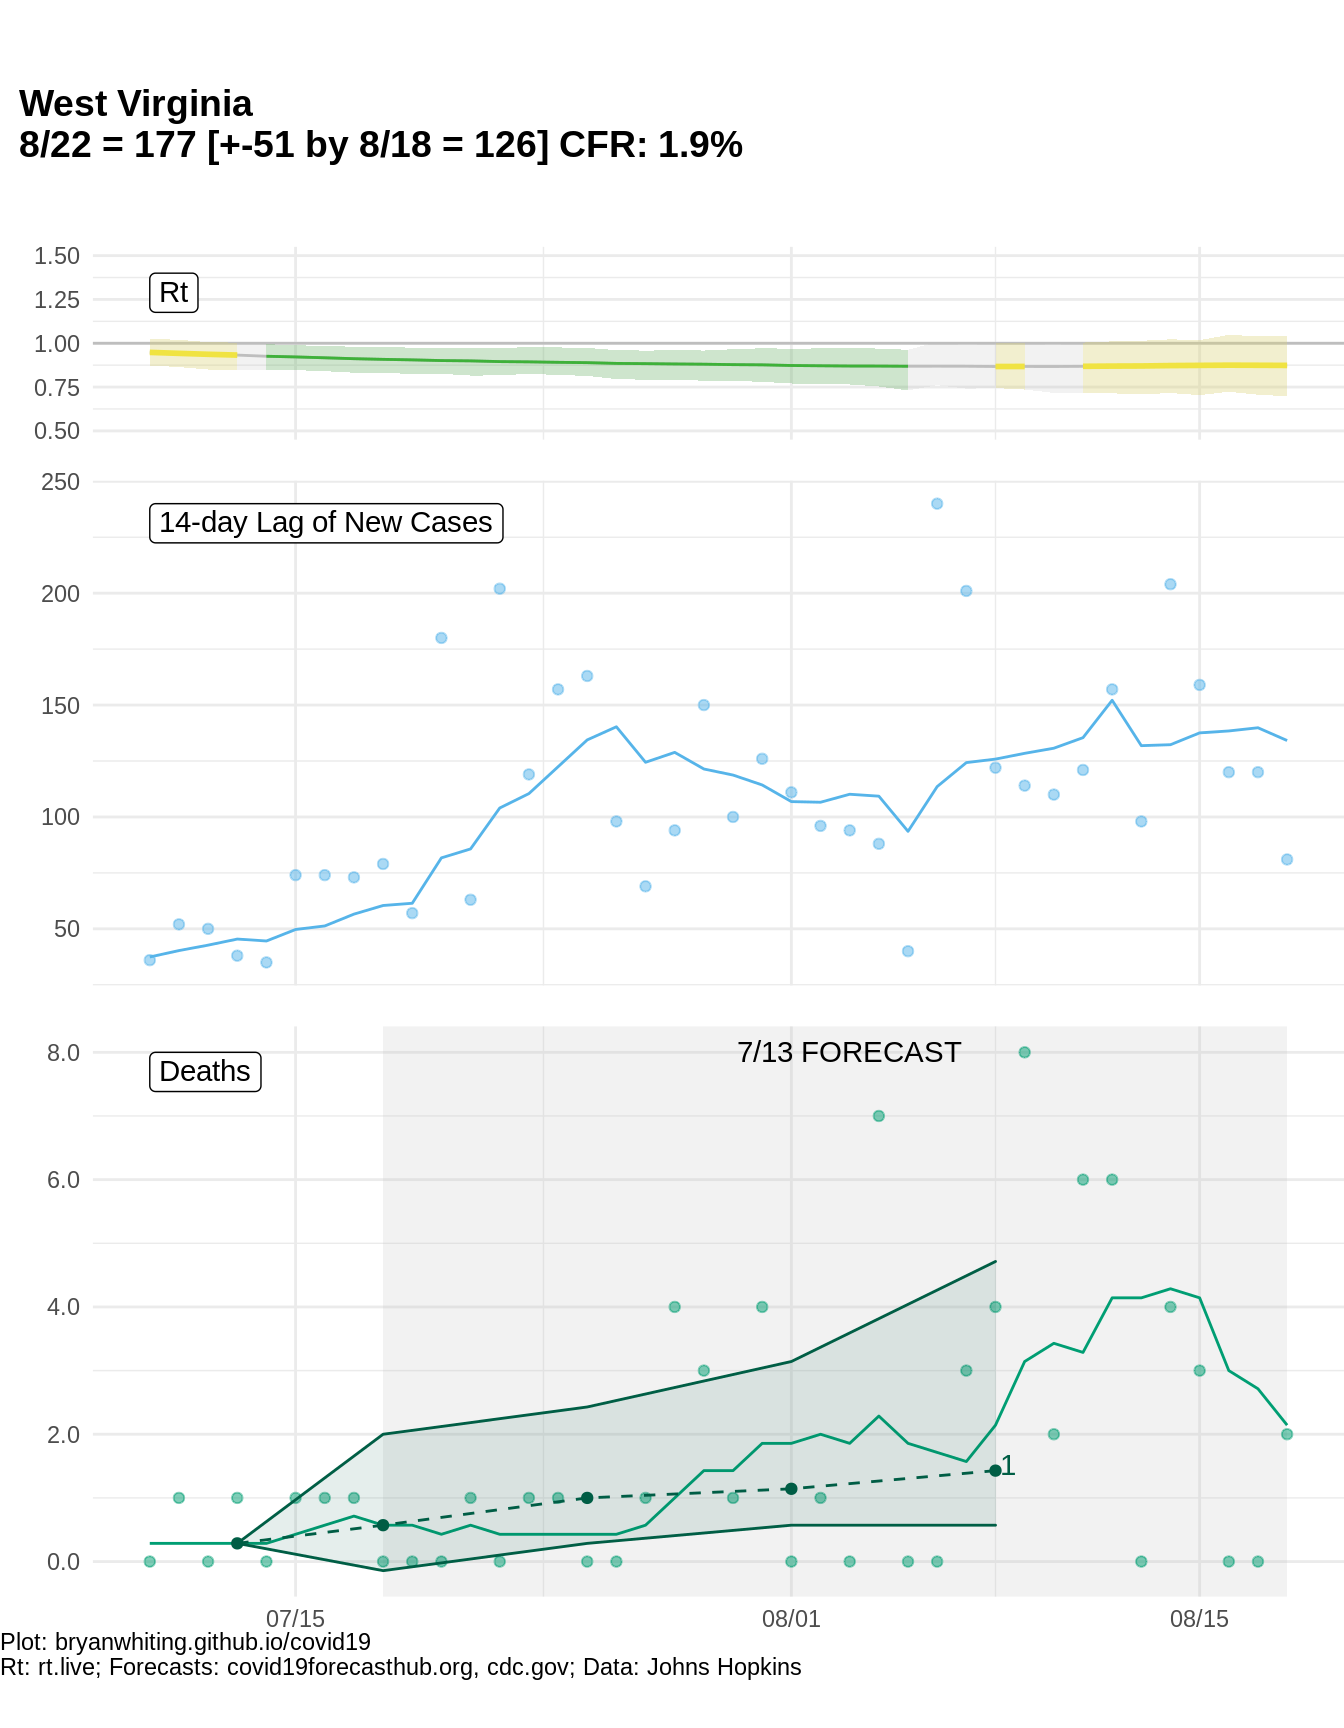 West Virginia
8/22 = 177 [+-51 by 8/18 = 126] CFR: 1.9%
1.50
1.25
1.00
0.75
0.50
Rt
250
200
150
100
50
14-day Lag of New Cases
8.0
6.0
4.0
2.0
0.0
Deaths
7/13 FORECAST
1
07/15
08/01
08/15
Plot: bryanwhiting.github.io/covid19
Rt: rt.live; Forecasts: covid19forecasthub.org, cdc.gov; Data: Johns Hopkins